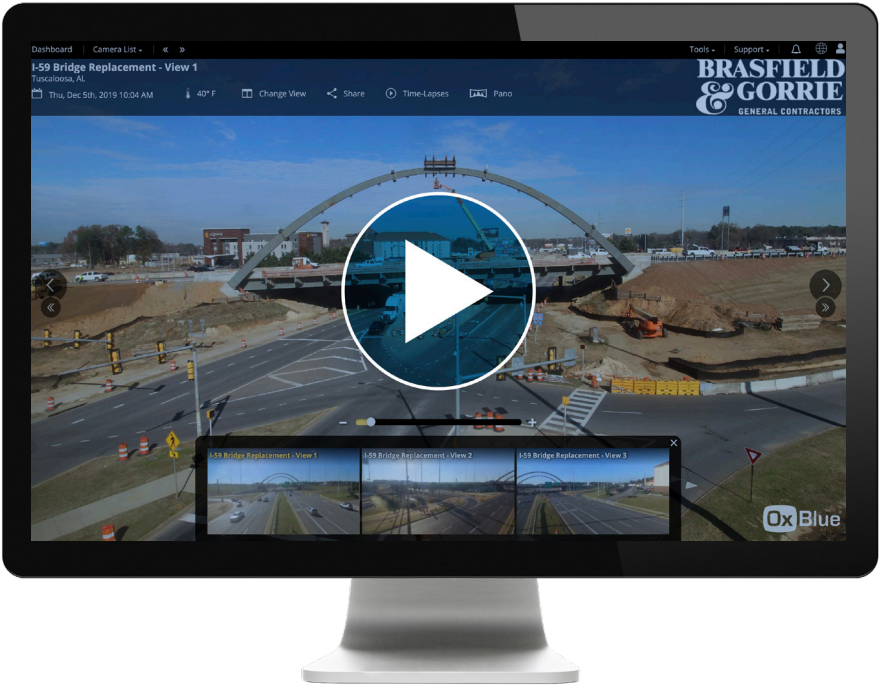 Dashboard Camera List « »
Tools Support
I-59 Bridge Replacement - View 1
Tuscaloosa, AL
Thu, Dec 5th, 2019 10:04 AM 40° F Change View Share Time-Lapses Pano
BRASFIELD
& GORRIE
GENERAL CONTRACTORS
I-59 Bridge Replacement - View 1
I-59 Bridge Replacement - View 2
I-59 Bridge Replacement - View 3
OxBlue